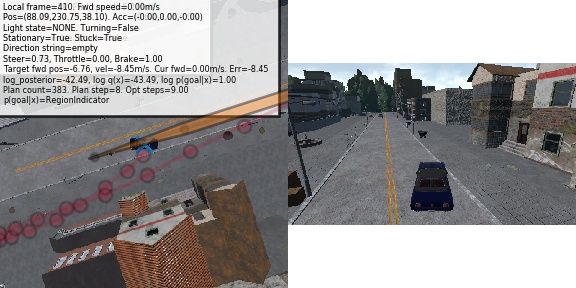 Local frame=410. Fwd speed=0.00m/s
Pos=(88.09,230.75,38.10). Acc=(-0.00,0.00,-0.00)
Light state=NONE. Turning=False
Stationary=True. Stuck=True
Direction string=empty
Steer=0.73, Throttle=0.00, Brake=1.00
Target fwd pos=-6.76, vel=-8.45m/s. Cur fwd=0.00m/s. Err=-8.45
log_posterior=-42.49, log q(x)=-43.49, log p(goal|x)=1.00
Plan count=383. Plan step=8. Opt steps=9.00
p(goal|x)=RegionIndicator